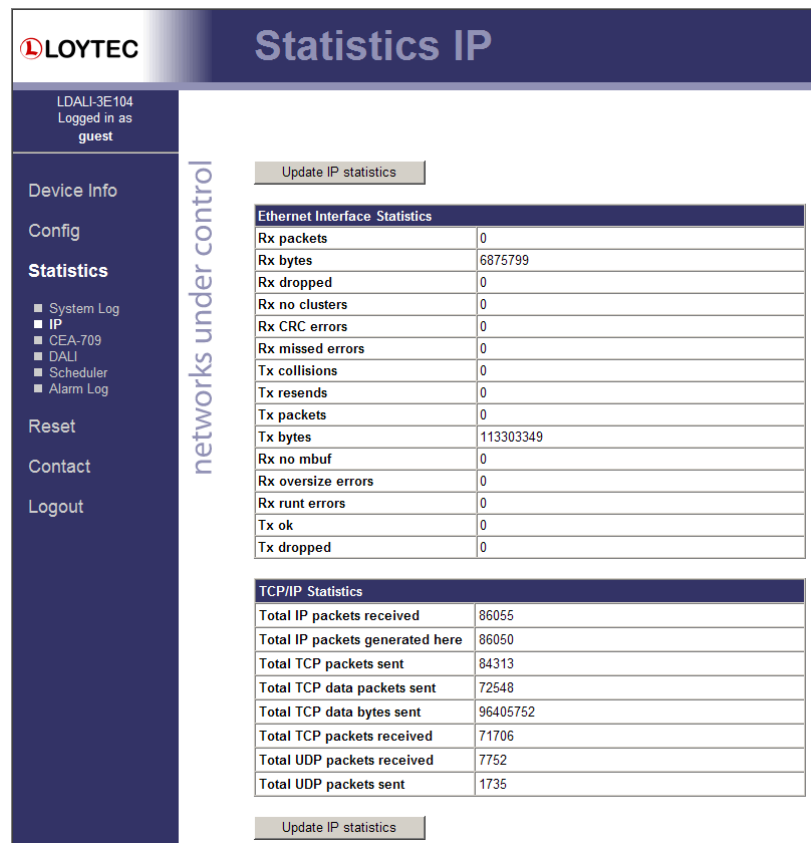 LOYTEC
Statistics IP
LDALI-3E104
Logged in as
guest
Device Info
Config
Statistics
System Log
IP
CEA-709
DALI
Scheduler
Alarm Log
Reset
Contact
Logout
networks under control
Update IP statistics
Ethernet Interface Statistics
Rx packets 0
Rx bytes 6875799
Rx dropped 0
Rx no clusters 0
Rx CRC errors 0
Rx missed errors 0
Tx collisions 0
Tx resends 0
Tx packets 0
Tx bytes 113303349
Rx no mbuf 0
Rx oversize errors 0
Rx runt errors 0
Tx ok 0
Tx dropped 0
TCP/IP Statistics
Total IP packets received 86055
Total IP packets generated here 86050
Total TCP packets sent 84313
Total TCP data packets sent 72548
Total TCP data bytes sent 96405752
Total TCP packets received 71706
Total UDP packets received 7752
Total UDP packets sent 1735
Update IP statistics